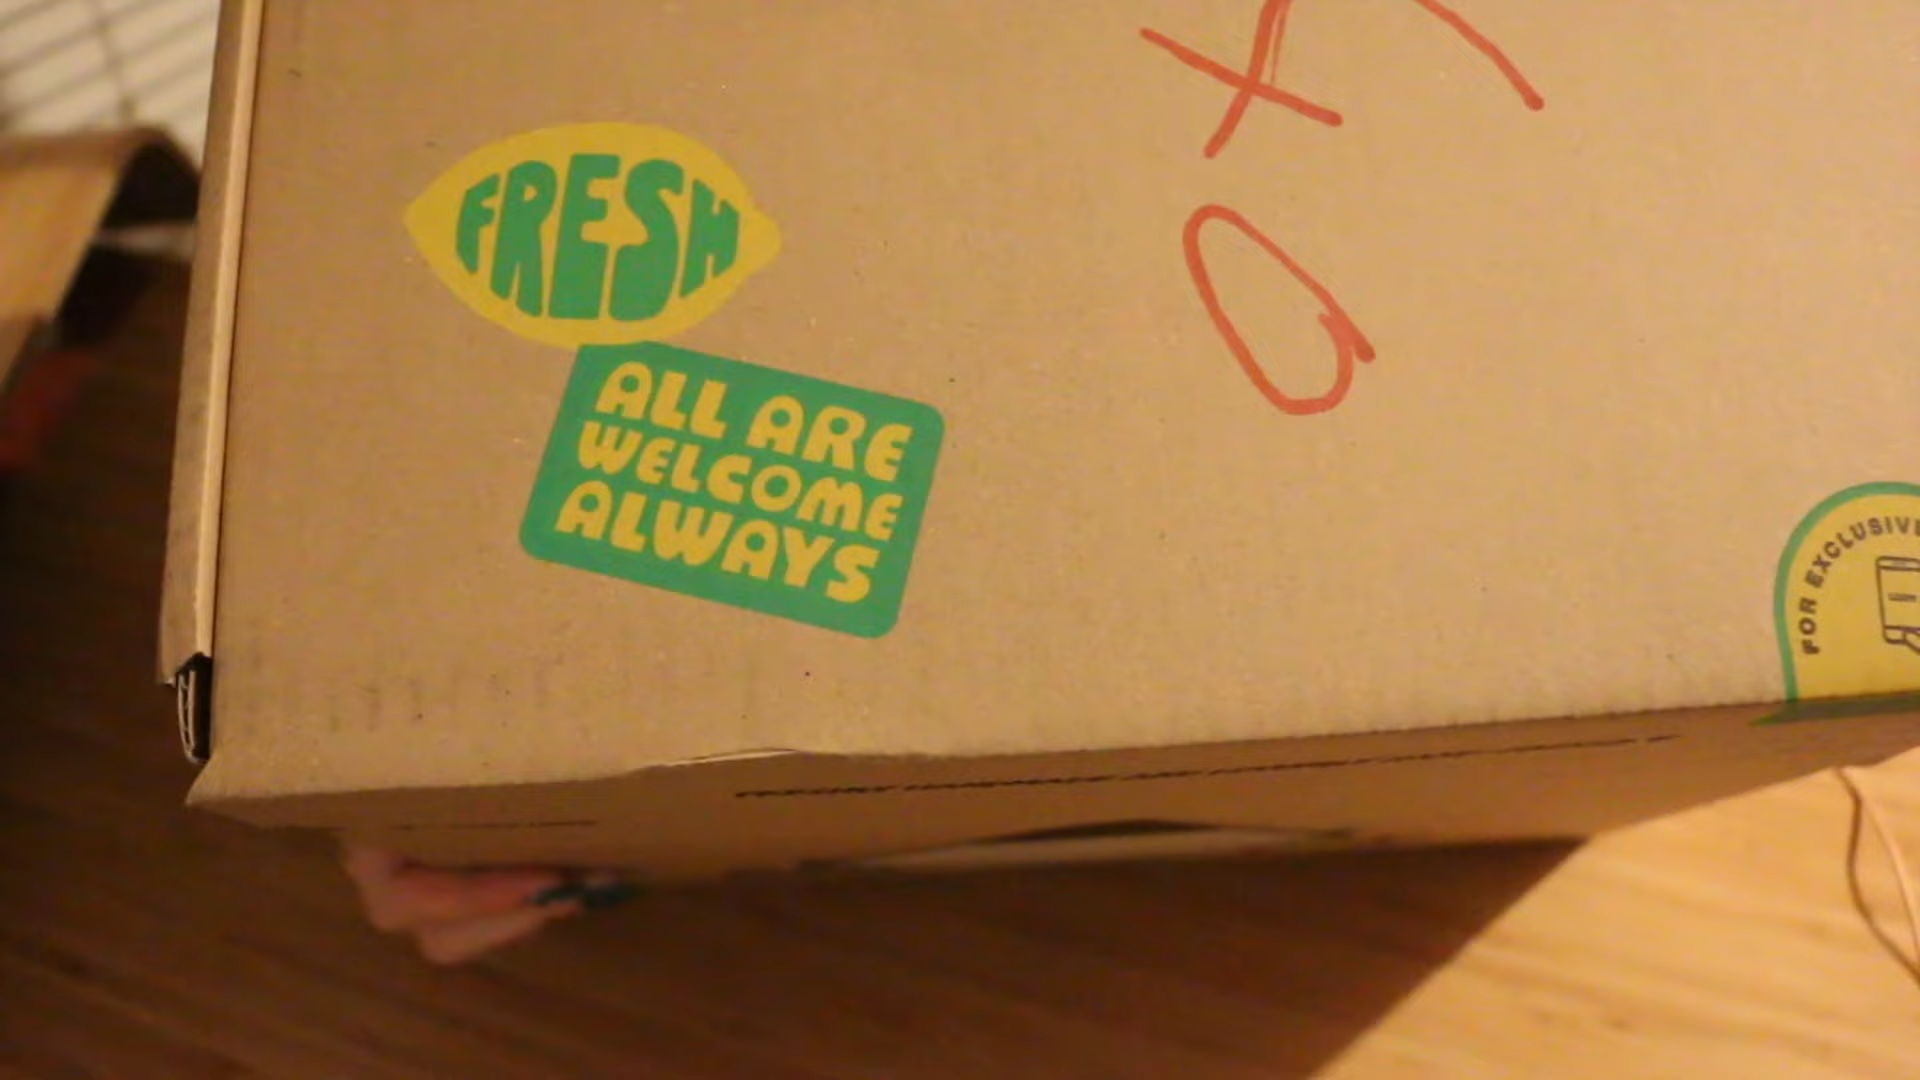 FRESH
ALL ARE
WELCOME
ALWAYS
FOR EXCLUSIVE